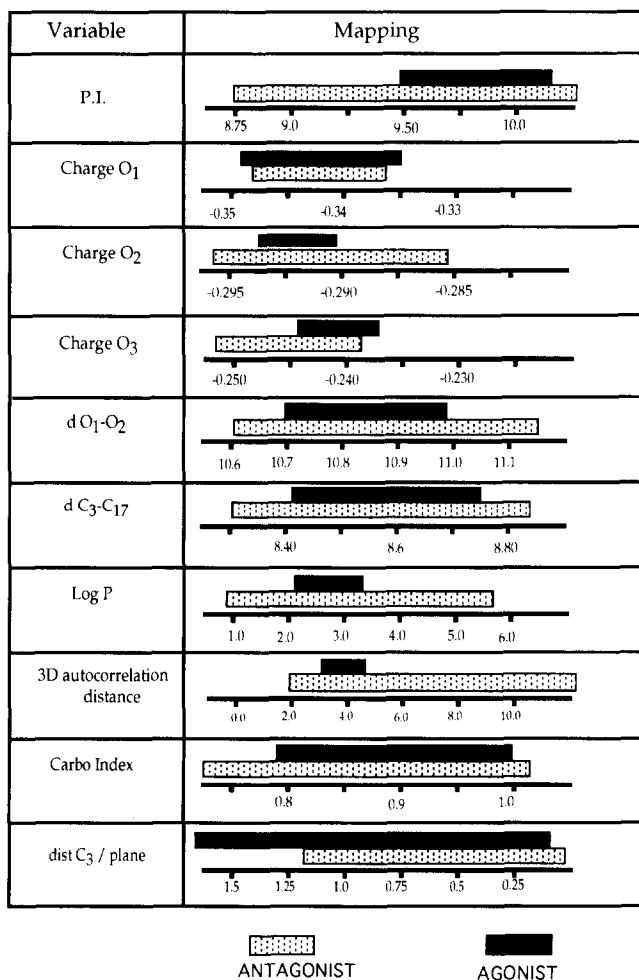 Variable Mapping
P.I.
8.75 9.0 9.50 10.0
Charge O1
-0.35 -0.34 -0.33
Charge O2
-0.295 -0.290 -0.285
Charge O3
-0.250 -0.240 -0.230
d O1-O2
10.6 10.7 10.8 10.9 11.0 11.1
d C3-C17
8.40 8.6 8.80
Log P
1.0 2.0 3.0 4.0 5.0 6.0
3D autocorrelation
distance
0.0 2.0 4.0 6.0 8.0 10.0
Carbo Index
0.8 0.9 1.0
dist C3 / plane
1.5 1.25 1.0 0.75 0.5 0.25
ANTAGONIST AGONIST